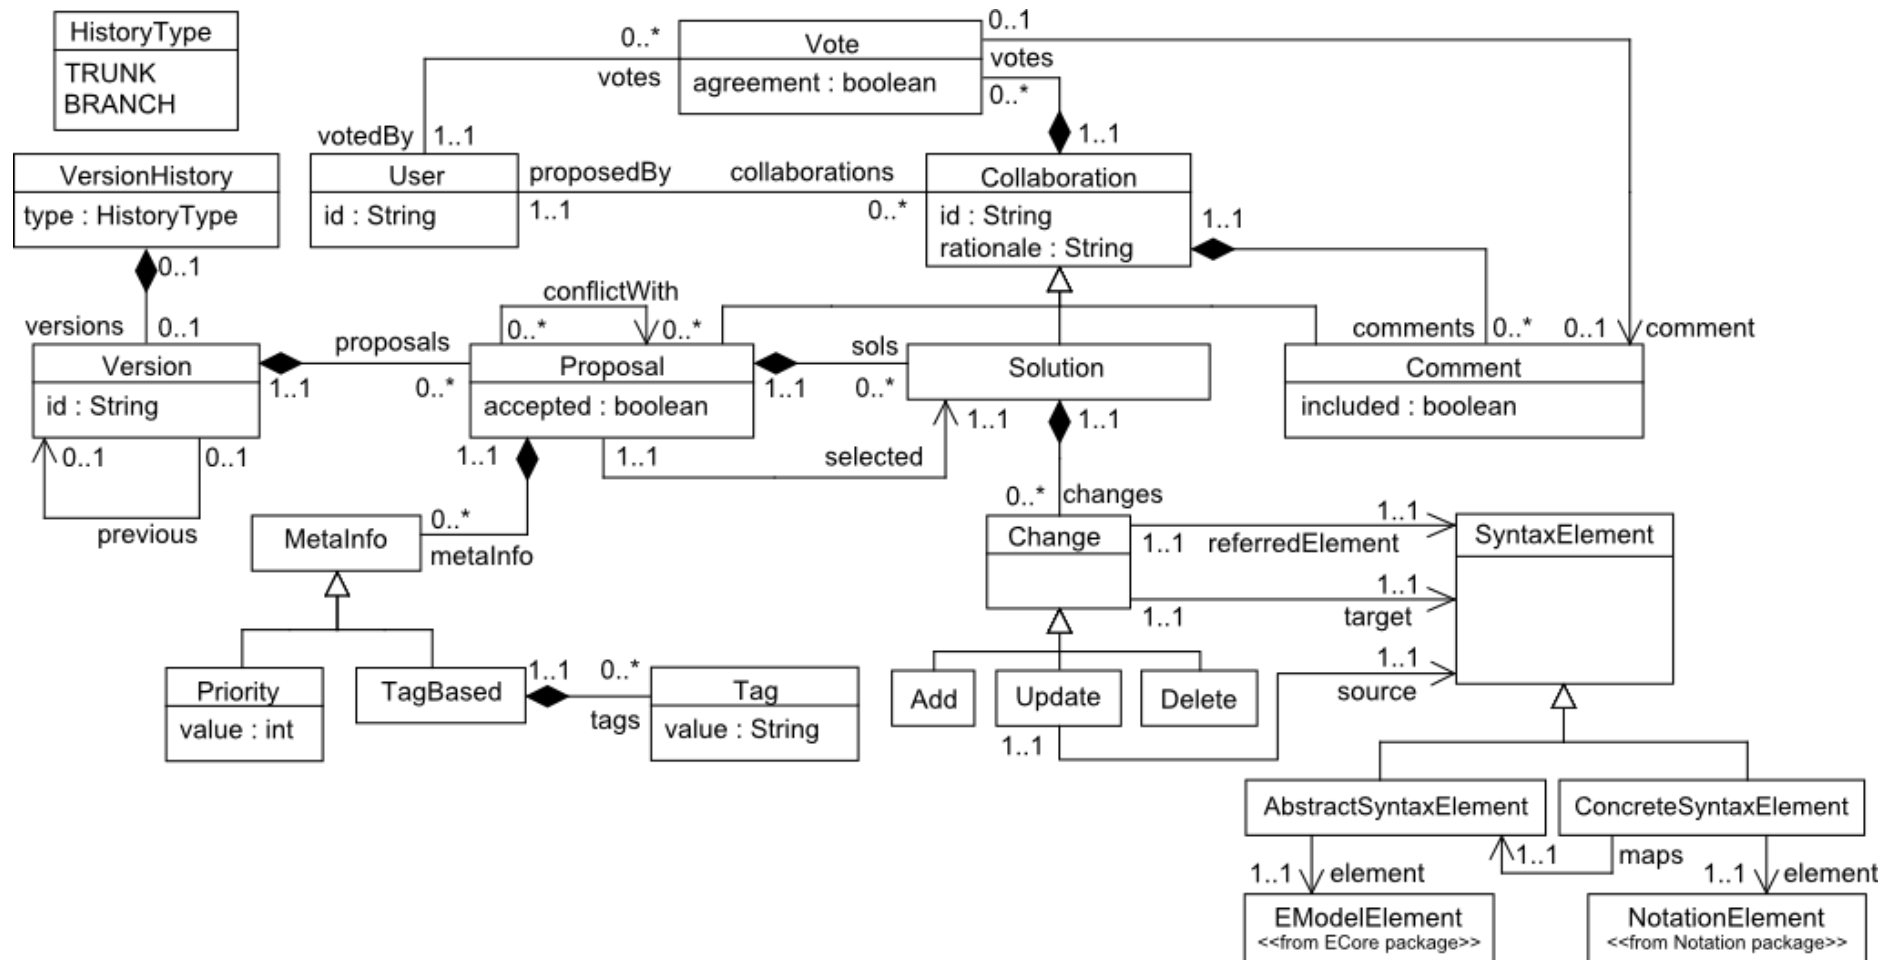 HistoryType
TRUNK
BRANCH
0..*
votes
Vote
agreement : boolean
0..1
votes
0..*
votedBy
1..1
1..1
VersionHistory
type : HistoryType
User
id : String
proposedBy
1..1
collaborations
0..*
Collaboration
id : String
rationale : String
1..1
0..1
versions
0..1
conflictWith
0..*
0..*
comments
0..*
0..1
comment
Version
id : String
proposals
1..1
0..*
Proposal
accepted : boolean
sols
1..1
0..*
Solution
Comment
included : boolean
0..1
0..1
previous
1..1
1..1
selected
1..1
1..1
MetaInfo
0..*
metaInfo
0..*
changes
Change
1..1
referredElement
1..1
1..1
target
1..1
SyntaxElement
Priority
value : int
TagBased
1..1
0..*
tags
Tag
value : String
Add
Update
Delete
1..1
source
1..1
AbstractSyntaxElement
ConcreteSyntaxElement
1..1
element
1..1
maps
1..1
element
EModelElement
<<from ECore package>>
NotationElement
<<from Notation package>>